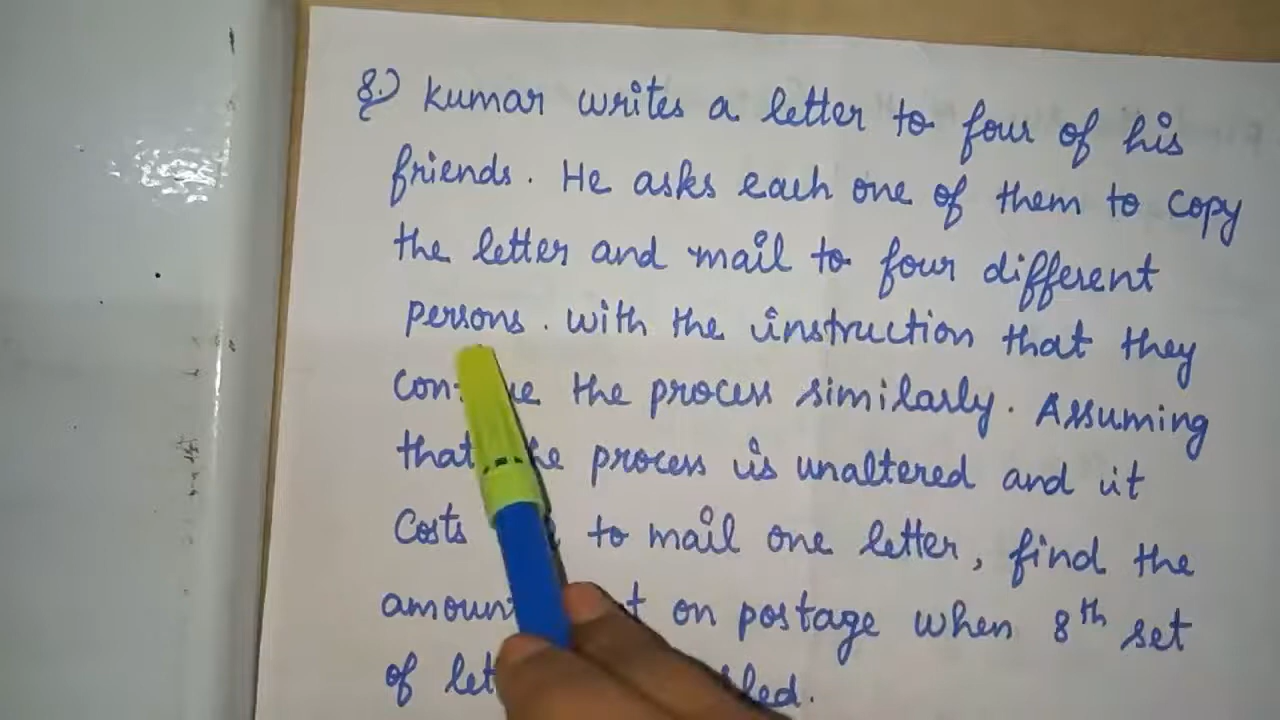 8.) Kumar writes a letter to four of his
friends. He asks each one of them to copy
the letter and mail to four different
persons. with the instruction that they
the process similarly. Assuming
that process is unaltered and it
Costs to mail one letter, find the
on postage when 8th set
of